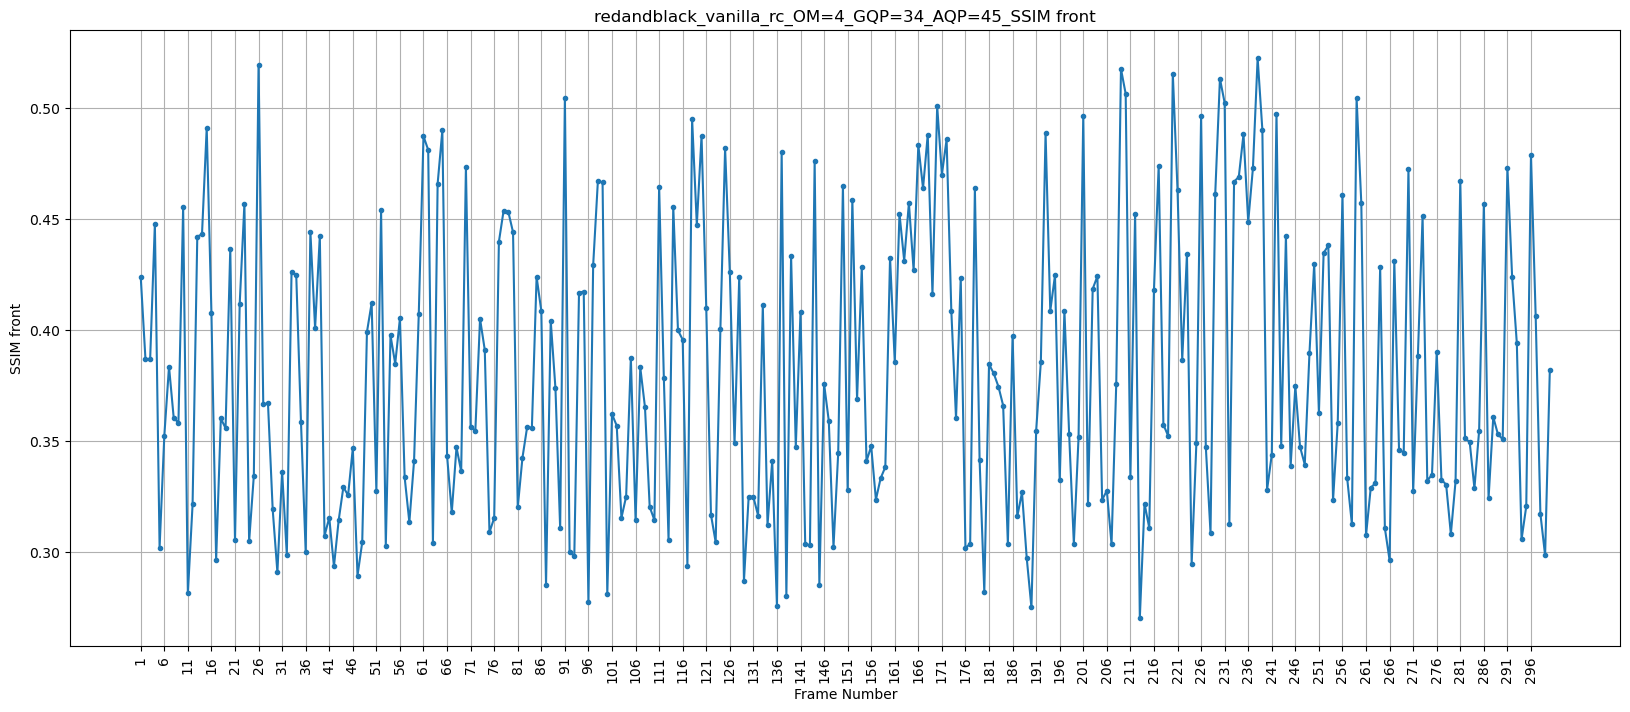 redandblack_vanilla_rc_OM=4_GQP=34_AQP=45_SSIM front
0.50
0.45
0.40
0.35
0.30
SSIM front
1 6 11 16 21 26 31 36 41 46 51 56 61 66 71 76 81 86 91 96 101 106 111 116 121 126 131 136 141 146 151 156 161 166 171 176 181 186 191 196 201 206 211 216 221 226 231 236 241 246 251 256 261 266 271 276 281 286 291 296
Frame Number